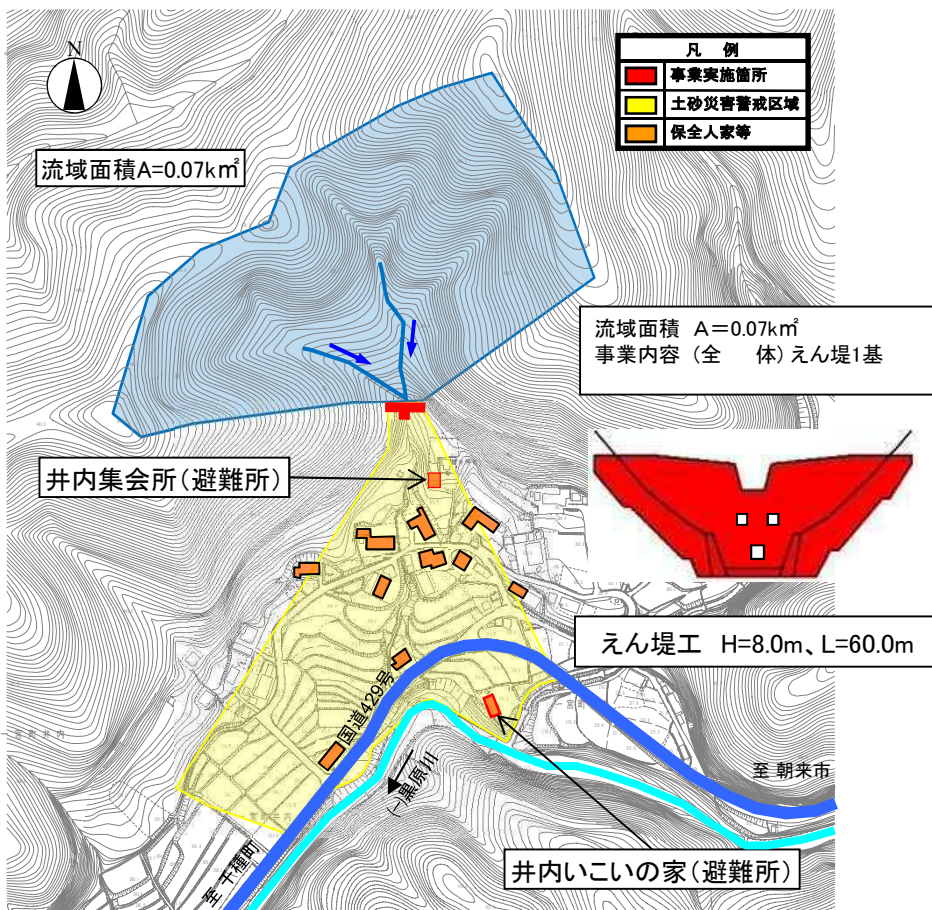 N
凡 例
事業実施箇所
土砂災害警戒区域
保全人家等
流域面積A=0.07k㎡
流域面積 A=0.07k㎡
事業内容 (全 体) えん堤1基
井内集会所(避難所)
えん堤工 H=8.0m、L=60.0m
国道429号
(一)黒原川
至 朝来市
至 千種町
井内いこいの家(避難所)